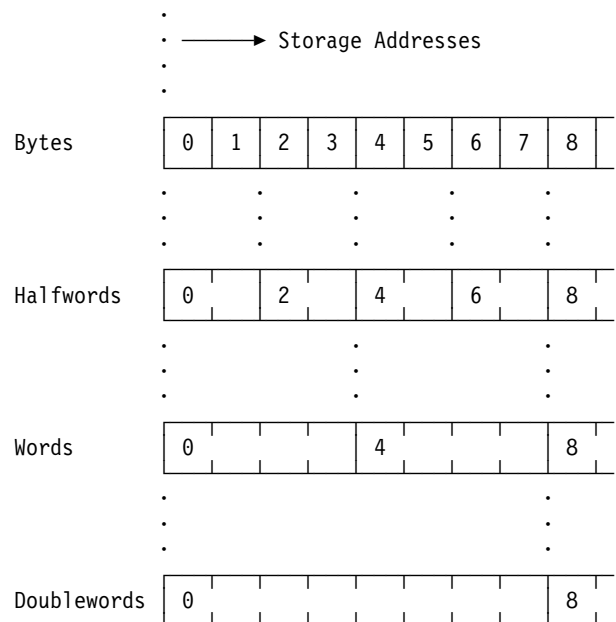 Storage Addresses
Bytes 0 1 2 3 4 5 6 7 8
Halfwords 0 2 4 6 8
Words 0 4 8
Doublewords 0 8